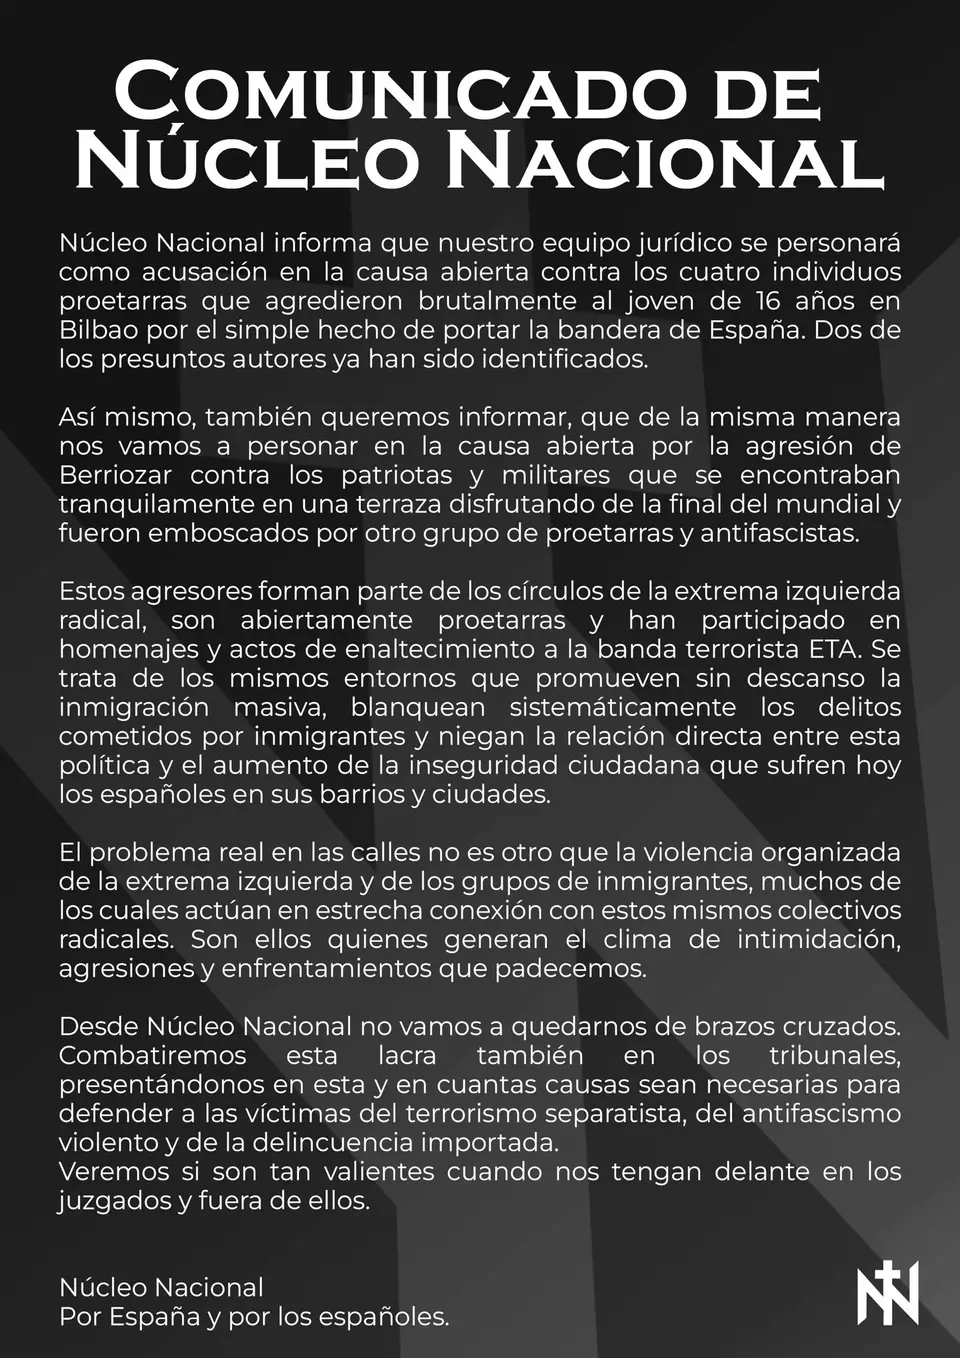 COMUNICADO DE
NÚCLEO NACIONAL
Núcleo Nacional informa que nuestro equipo jurídico se personará
como acusación en la causa abierta contra los cuatro individuos
proetarras que agredieron brutalmente al joven de 16 años en
Bilbao por el simple hecho de portar la bandera de España. Dos de
los presuntos autores ya han sido identificados.
Así mismo, también queremos informar, que de la misma manera
nos vamos a personar en la causa abierta por la agresión de
Berriozar contra los patriotas y militares que se encontraban
tranquilamente en una terraza disfrutando de la final del mundial y
fueron emboscados por otro grupo de proetarras y antifascistas.
Estos agresores forman parte de los círculos de la extrema izquierda
radical, son abiertamente proetarras y han participado en
homenajes y actos de enaltecimiento a la banda terrorista ETA. Se
trata de los mismos entornos que promueven sin descanso la
inmigración masiva, blanquean sistemáticamente los delitos
cometidos por inmigrantes y niegan la relación directa entre esta
política y el aumento de la inseguridad ciudadana que sufren hoy
los españoles en sus barrios y ciudades.
El problema real en las calles no es otro que la violencia organizada
de la extrema izquierda y de los grupos de inmigrantes, muchos de
los cuales actúan en estrecha conexión con estos mismos colectivos
radicales. Son ellos quienes generan el clima de intimidación,
agresiones y enfrentamientos que padecemos.
Desde Núcleo Nacional no vamos a quedarnos de brazos cruzados.
Combatiremos esta lacra también en los tribunales,
presentándonos en esta y en cuantas causas sean necesarias para
defender a las víctimas del terrorismo separatista, del antifascismo
violento y de la delincuencia importada.
Veremos si son tan valientes cuando nos tengan delante en los
juzgados y fuera de ellos.
Núcleo Nacional
Por España y por los españoles.